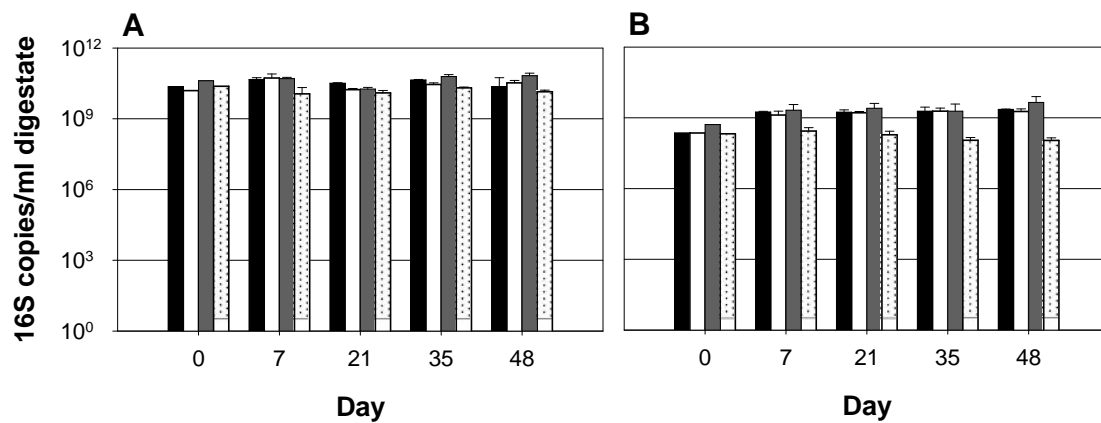 A
B
16S copies/ml digestate
10¹²
10⁹
10⁶
10³
10⁰
0 7 21 35 48
0 7 21 35 48
Day
Day